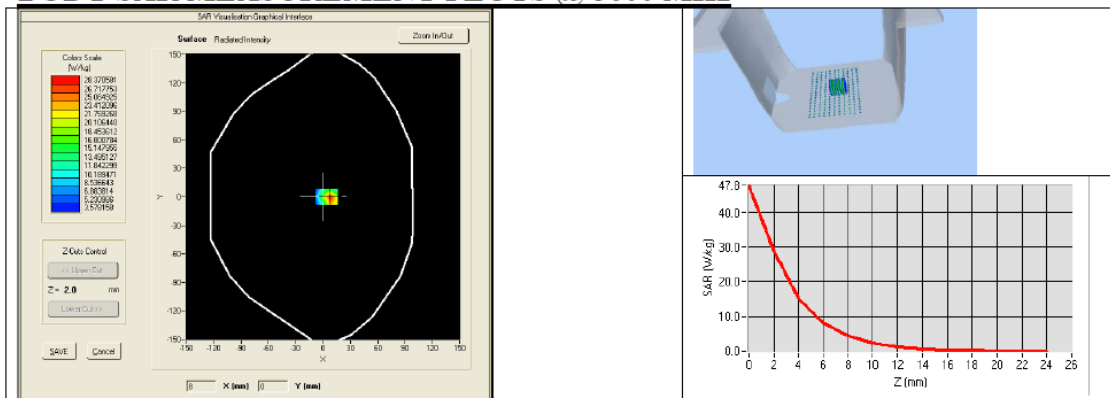 SAR Visualisation Graphical Interface
Surface Radiated Intensity
Zoom In/Out
Colors Scale
(W/Kg)
28.370581
26.717753
25.064925
23.412096
21.759268
20.106440
18.453612
16.800784
15.147955
13.495127
11.842299
10.189471
8.536643
6.883814
5.230986
3.578158
150
120
90
60
30
0
-30
-60
-90
-120
-150
Y
-150 -120 -90 -60 -30 0 30 60 90 120 150
X
Z-Cuts Control
<< Upper Cut
Z = 2.0 mm
Lower Cut >>
SAVE Cancel
8 X (mm) 0 Y (mm)
47.8
40.0
30.0
20.0
10.0
0.0
SAR (W/kg)
0 2 4 6 8 10 12 14 16 18 20 22 24 26
Z (mm)